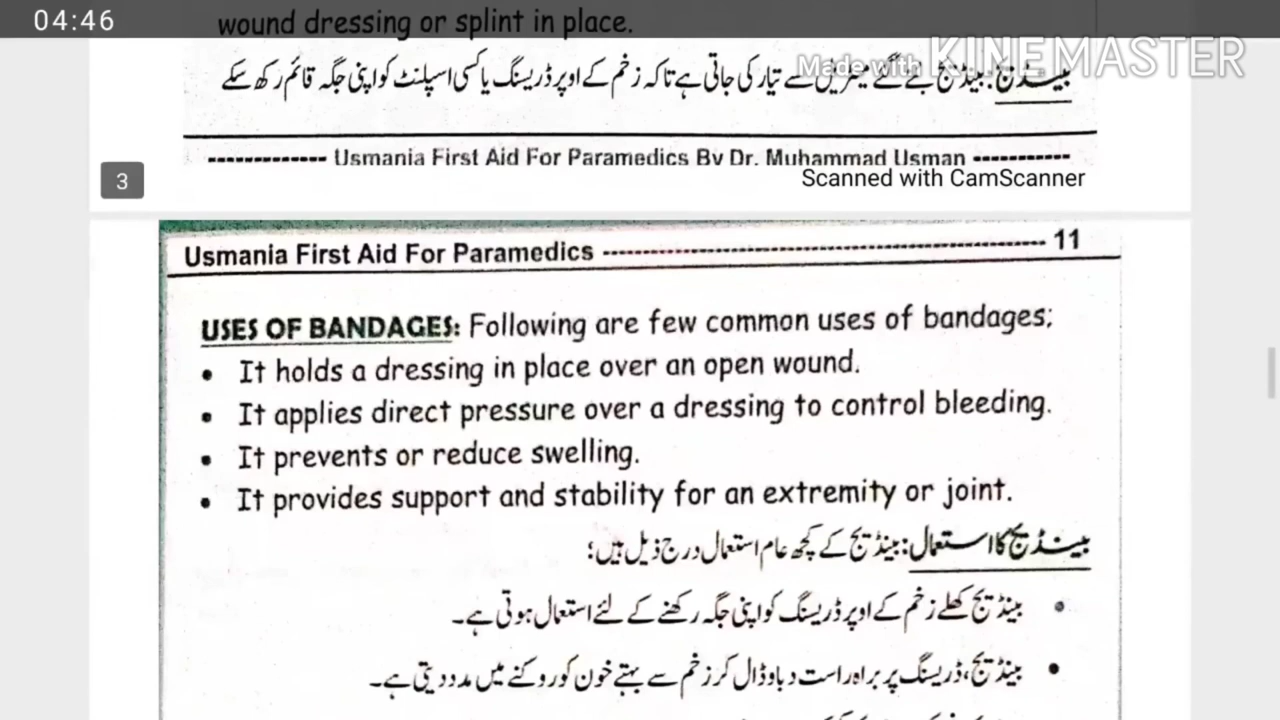 04:46
wound dressing or splint in place.
Made with KINEMASTER
بینڈیج: بینڈیج بنے گئے میٹریل سے تیار کی جاتی ہے تاکہ زخم کے اوپر ڈریسنگ یا کسی اسپلنٹ کو اپنی جگہ قائم رکھ سکے
------------- Usmania First Aid For Paramedics By Dr. Muhammad Usman -----------
Scanned with CamScanner
3
Usmania First Aid For Paramedics ------------------------------------------------ 11
USES OF BANDAGES: Following are few common uses of bandages;
• It holds a dressing in place over an open wound.
• It applies direct pressure over a dressing to control bleeding.
• It prevents or reduce swelling.
• It provides support and stability for an extremity or joint.
بینڈیج کا استعمال: بینڈیج کے کچھ عام استعمال درج ذیل ہیں؛
• بینڈیج کھلے زخم کے اوپر ڈریسنگ کو اپنی جگہ رکھنے کے لئے استعمال ہوتی ہے۔
• بینڈیج، ڈریسنگ پر براہ راست دباو ڈال کر زخم سے بہتے خون کو روکنے میں مدد دیتی ہے۔